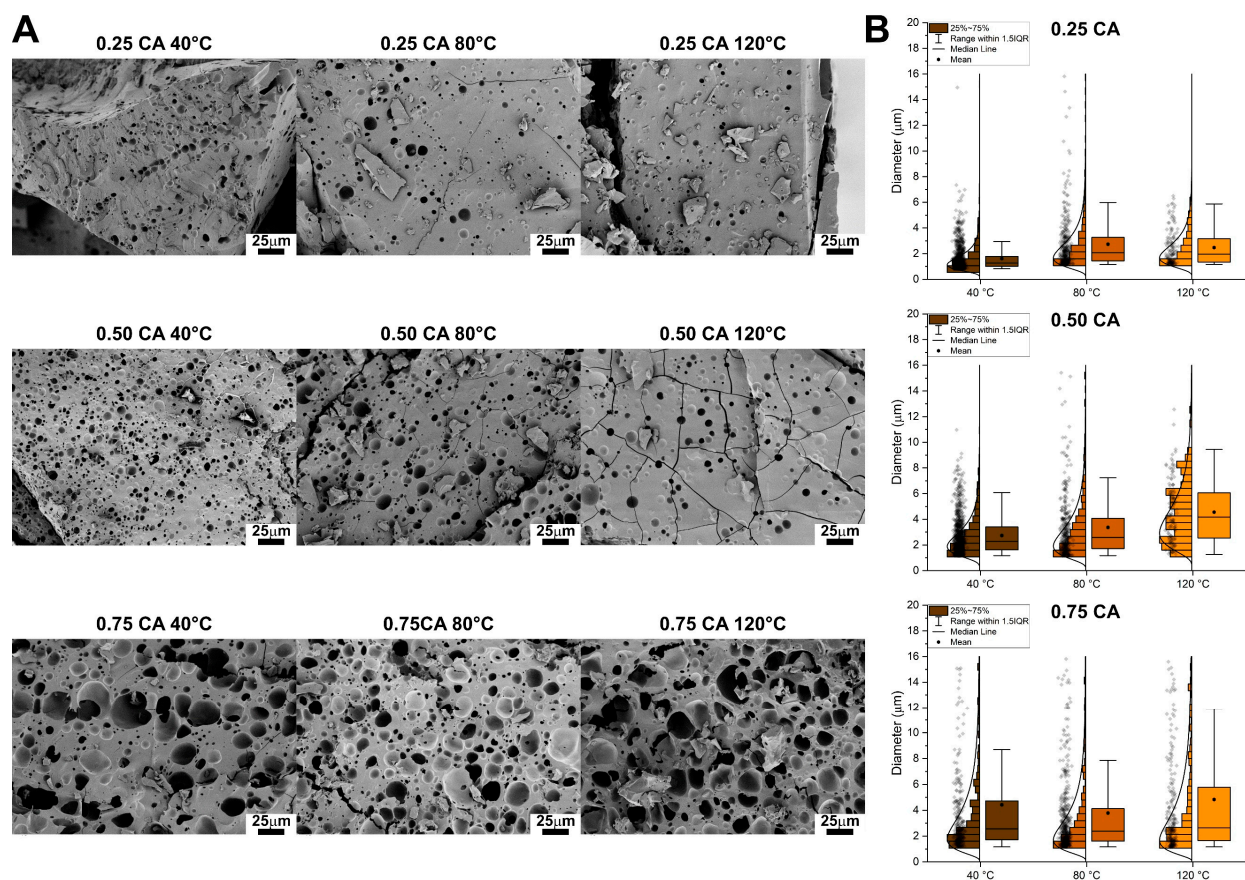 A
0.25 CA 40°C
0.25 CA 80°C
0.25 CA 120°C
25μm
25μm
25μm
0.50 CA 40°C
0.50 CA 80°C
0.50 CA 120°C
25μm
25μm
25μm
0.75 CA 40°C
0.75CA 80°C
0.75 CA 120°C
25μm
25μm
25μm
B
0.25 CA
25%~75%
Range within 1.5IQR
Median Line
Mean
Diameter (μm)
20
18
16
14
12
10
8
6
4
2
0
40 °C
80 °C
120 °C
0.50 CA
25%~75%
Range within 1.5IQR
Median Line
Mean
Diameter (μm)
20
18
16
14
12
10
8
6
4
2
0
40 °C
80 °C
120 °C
0.75 CA
25%~75%
Range within 1.5IQR
Median Line
Mean
Diameter (μm)
20
18
16
14
12
10
8
6
4
2
0
40 °C
80 °C
120 °C